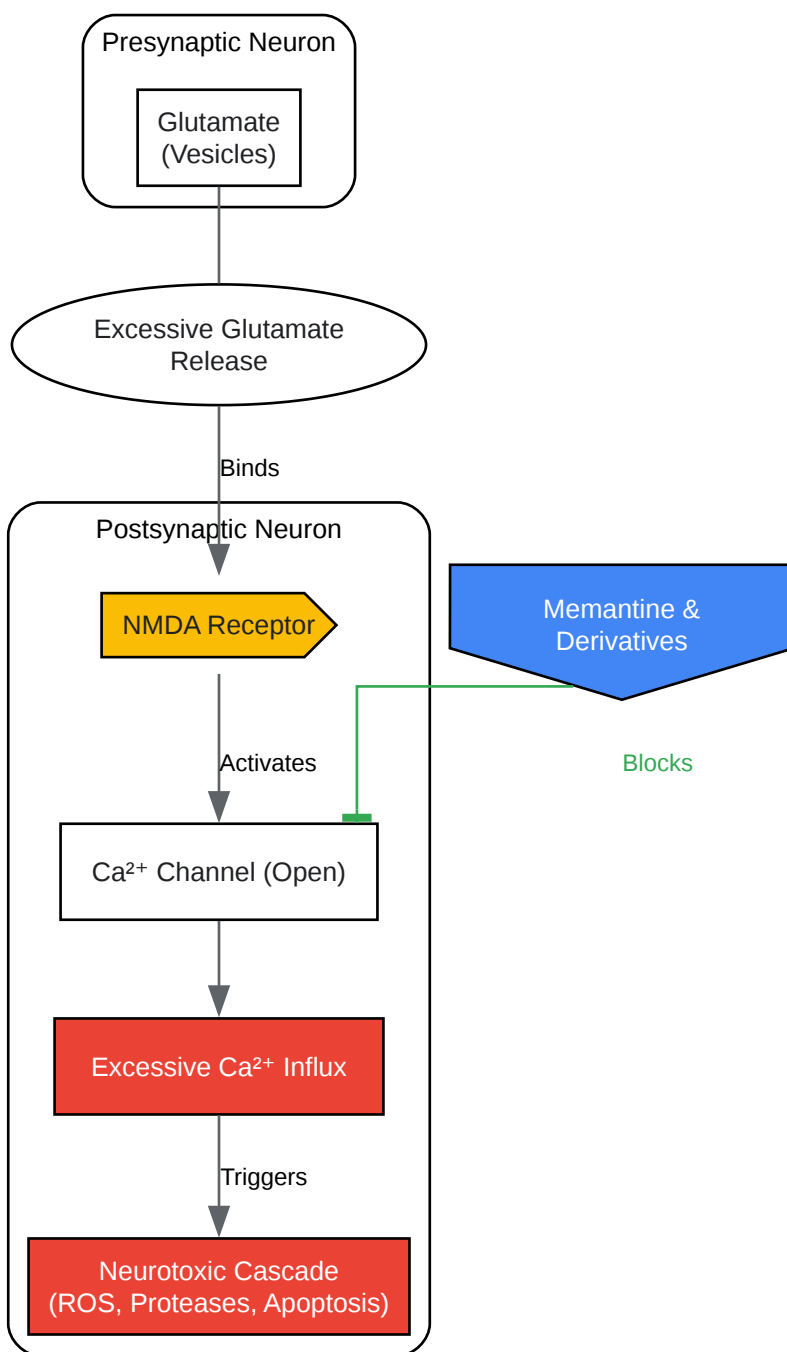 Presynaptic Neuron
Glutamate
(Vesicles)
Excessive Glutamate
Release
Binds
Postsynaptic Neuron
NMDA Receptor
Memantine &
Derivatives
Activates
Blocks
Ca²⁺ Channel (Open)
Excessive Ca²⁺ Influx
Triggers
Neurotoxic Cascade
(ROS, Proteases, Apoptosis)